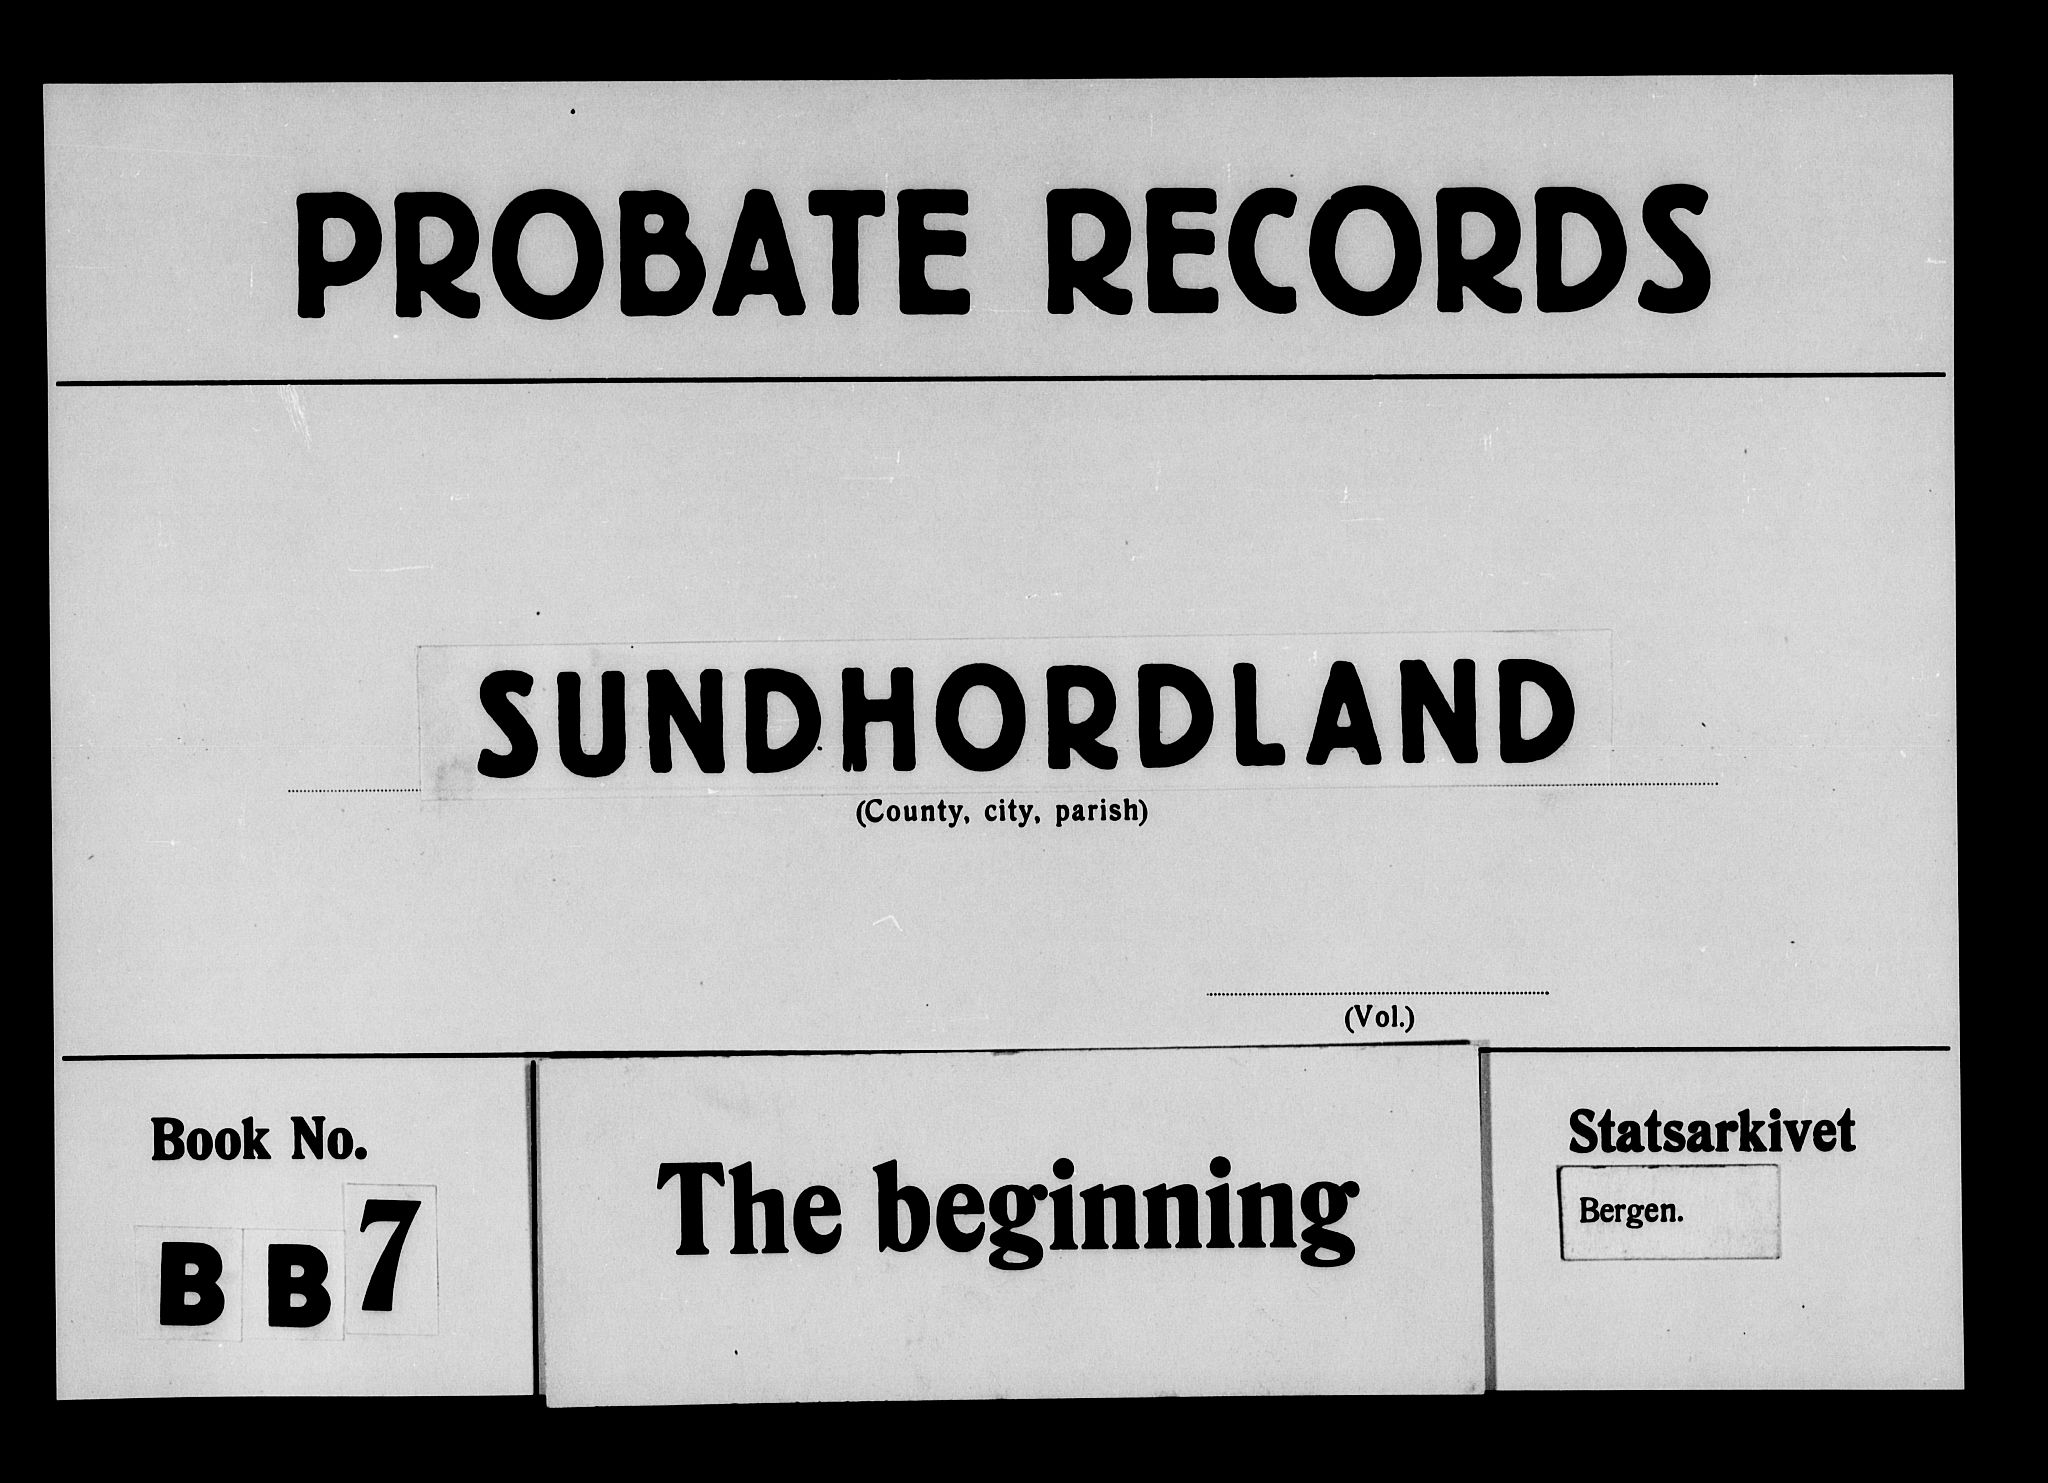 PROBATE RECORDS
SUNDHORDLAND
(County, city, parish)
(Vol.)
Book No.
B B 7
The beginning
Statsarkivet
Bergen.